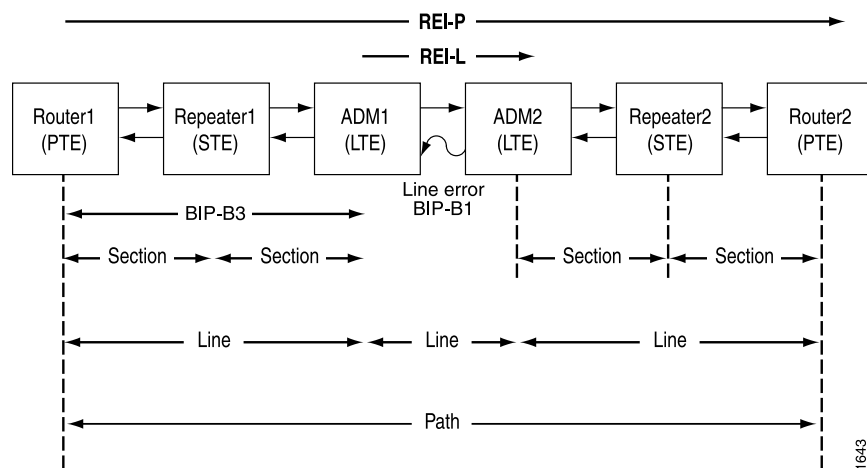 REI-P
REI-L
Router1
(PTE)
Repeater1
(STE)
ADM1
(LTE)
ADM2
(LTE)
Repeater2
(STE)
Router2
(PTE)
Line error
BIP-B1
BIP-B3
Section
Section
Section
Section
Line
Line
Line
Path
1643